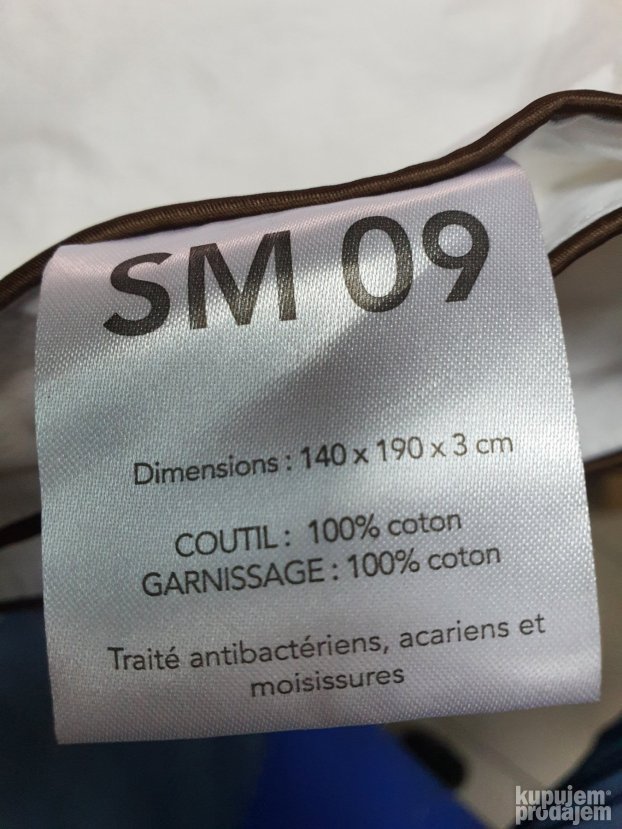 SM 09
Dimensions : 140 x 190 x 3 cm
COUTIL : 100% coton
GARNISSAGE : 100% coton
Traité antibactériens, acariens et
moisissures
kupujem
prodajem